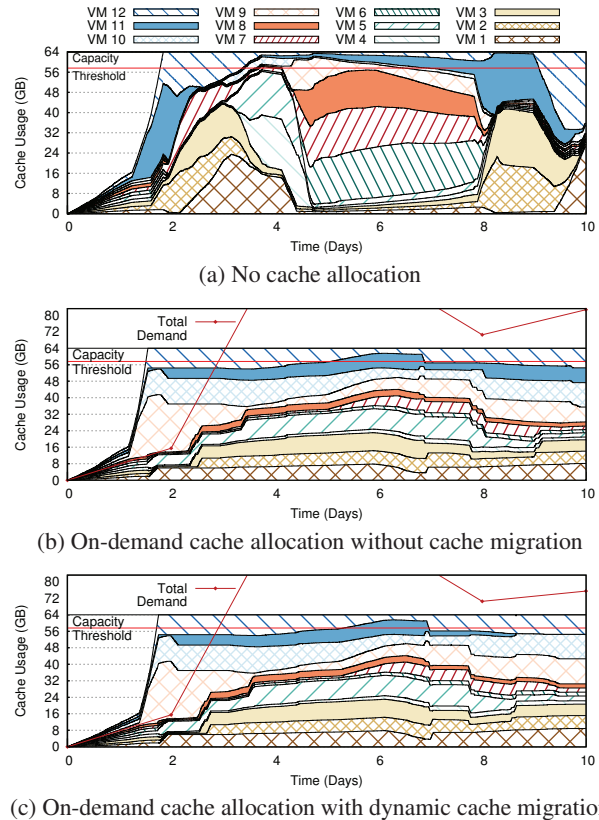 VM 12 VM 9 VM 6 VM 3
VM 11 VM 8 VM 5 VM 2
VM 10 VM 7 VM 4 VM 1
64
56
48
40
32
24
16
8
0
Cache Usage (GB)
Capacity
Threshold
0 1 2 3 4 5 6 7 8 9 10
Time (Days)
(a) No cache allocation
80
72
64
56
48
40
32
24
16
8
0
Cache Usage (GB)
Total
Demand
Capacity
Threshold
0 2 4 6 8 10
Time (Days)
(b) On-demand cache allocation without cache migration
80
72
64
56
48
40
32
24
16
8
0
Cache Usage (GB)
Total
Demand
Capacity
Threshold
0 2 4 6 8 10
Time (Days)
(c) On-demand cache allocation with dynamic cache migratio